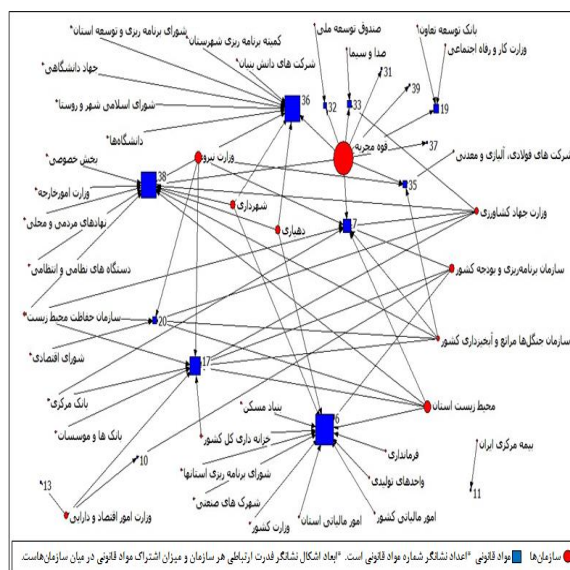 شورای برنامه ریزی و توسعه استان*
کمیته برنامه ریزی شهرستان*
صندوق توسعه ملی
بانک توسعه تعاون*
صدا و سیما
وزارت کار و رفاه اجتماعی
جهاد دانشگاهی*
شرکت های دانش بنیان*
31
39
36
32
33
19
شورای اسلامی شهر و روستا*
دانشگاه‌ها*
قوه مجریه
37
شرکت های فولادی، آلیاژی و معدنی*
بخش خصوصی*
وزارت نیرو
38
35
وزارت امورخارجه*
شهرداری
وزارت جهاد کشاورزی
نهادهای مردمی و محلی*
دهیاری
7
دستگاه های نظامی و انتظامی*
سازمان برنامه‌ریزی و بودجه کشور
سازمان حفاظت محیط زیست*
20
سازمان جنگل‌ها مراتع و آبخیزداری کشور
شورای اقتصادی*
17
بانک مرکزی*
بنیاد مسکن*
محیط زیست استان
بانک ها و موسسات*
خزانه داری کل کشور
6
بیمه مرکزی ایران
10
شورای برنامه ریزی استانها*
فرمانداری
13*
شهرک های صنعتی*
واحدهای تولیدی
11
وزارت امور اقتصاد و دارایی
وزارت کشور
امور مالیاتی استان
امور مالیاتی کشور
سازمان‌ها مواد قانونی *اعداد نشانگر شماره مواد قانونی است. *ابعاد اشکال نشانگر قدرت ارتباطی هر سازمان و میزان اشتراک مواد قانونی در میان سازمان‌هاست.